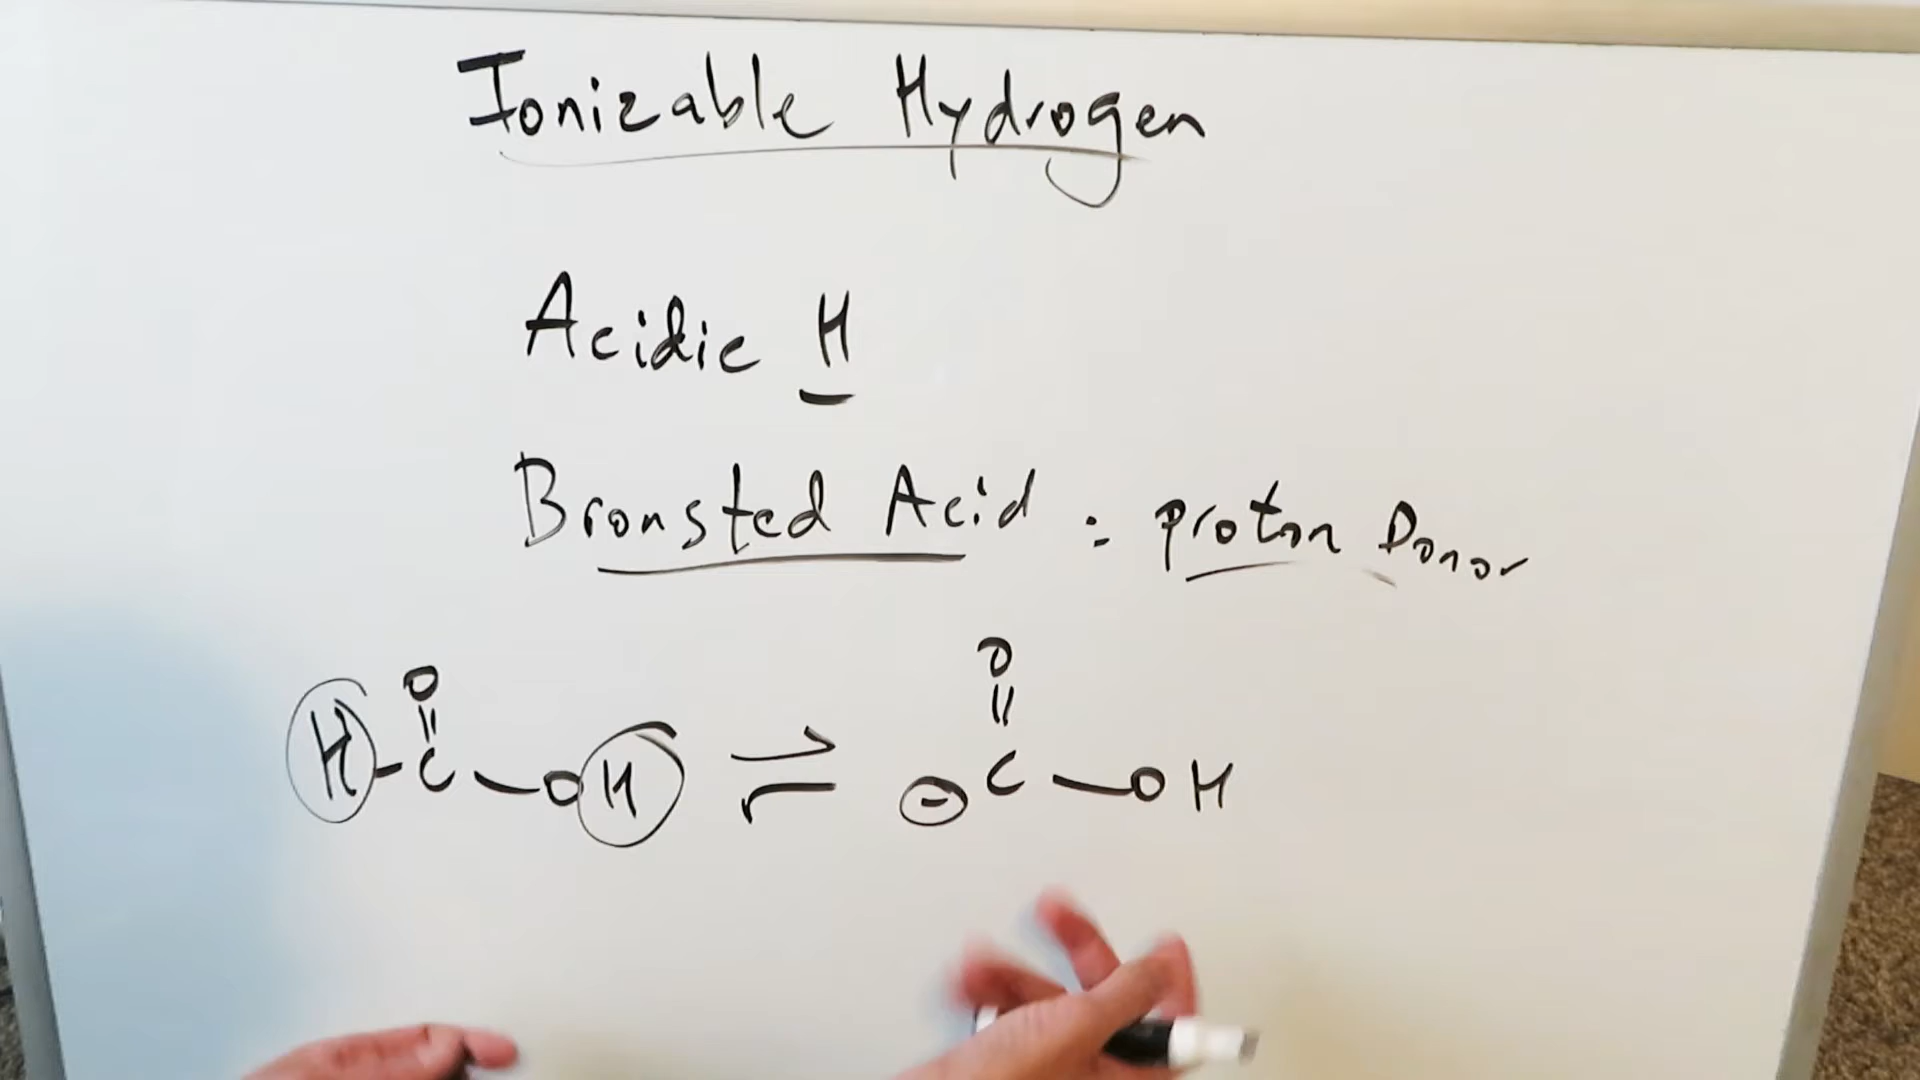 Ionizable Hydrogen
Acidic H
Bronsted Acid : proton Donor
O O
|| ||
H-C-OH ⇌ ⊖C-OH